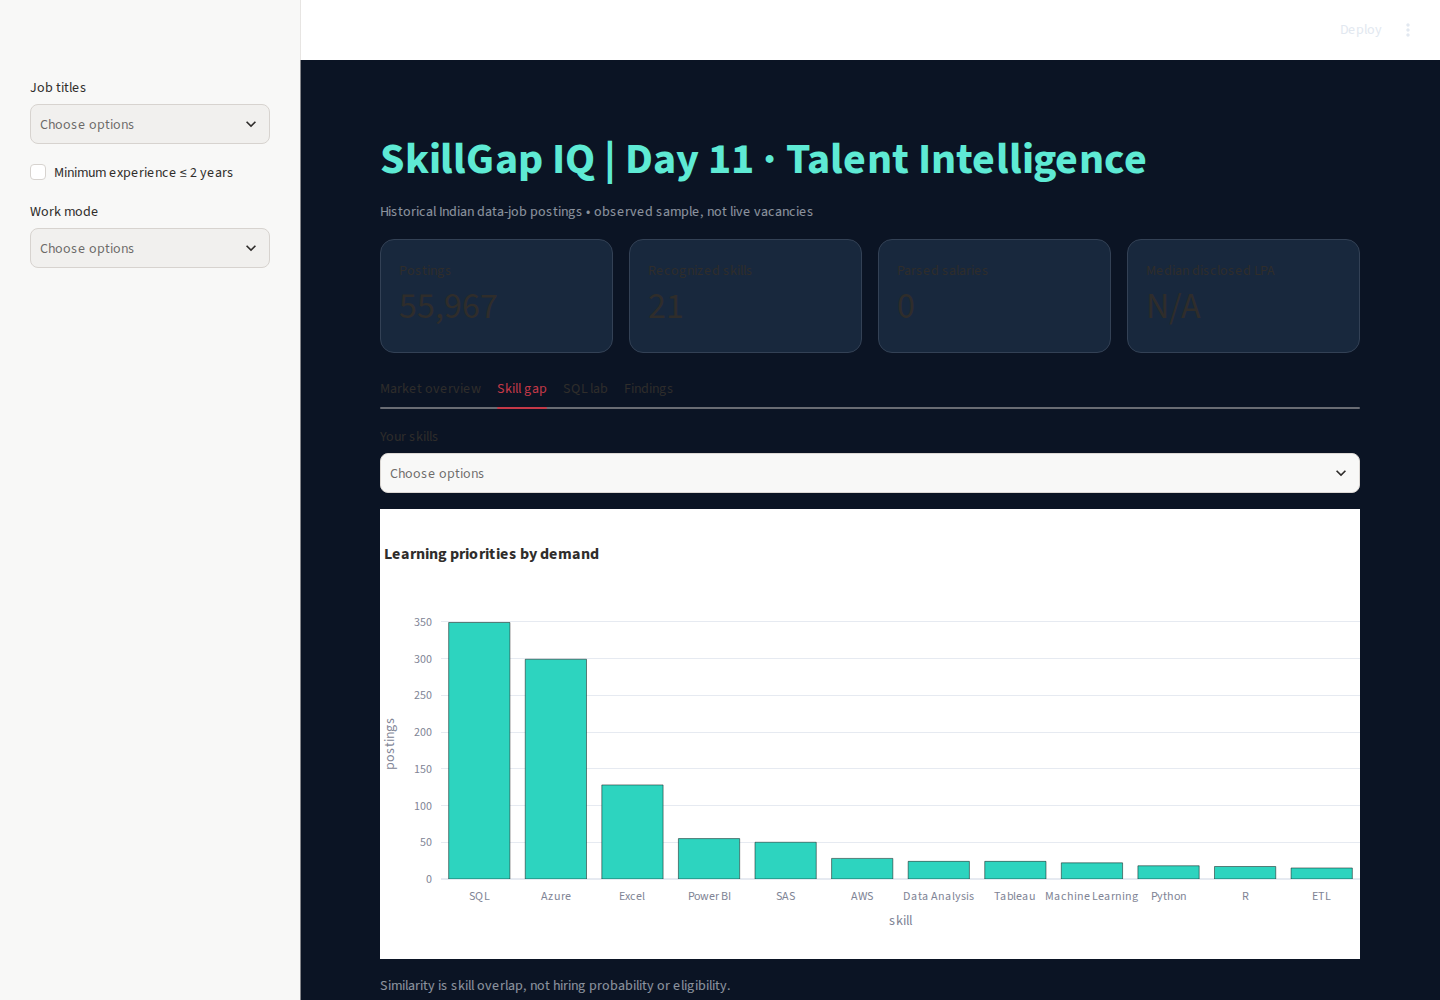 Deploy
Job titles
Choose options
Minimum experience ≤ 2 years
Work mode
Choose options
SkillGap IQ | Day 11 · Talent Intelligence
Historical Indian data-job postings • observed sample, not live vacancies
Postings Recognized skills Parsed salaries Median disclosed LPA
55,967 21 0 N/A
Market overview Skill gap SQL lab Findings
Your skills
Choose options
Learning priorities by demand
350
300
250
200
150
100
50
0
postings
SQL Azure Excel Power BI SAS AWS Data Analysis Tableau Machine Learning Python R ETL
skill
Similarity is skill overlap, not hiring probability or eligibility.